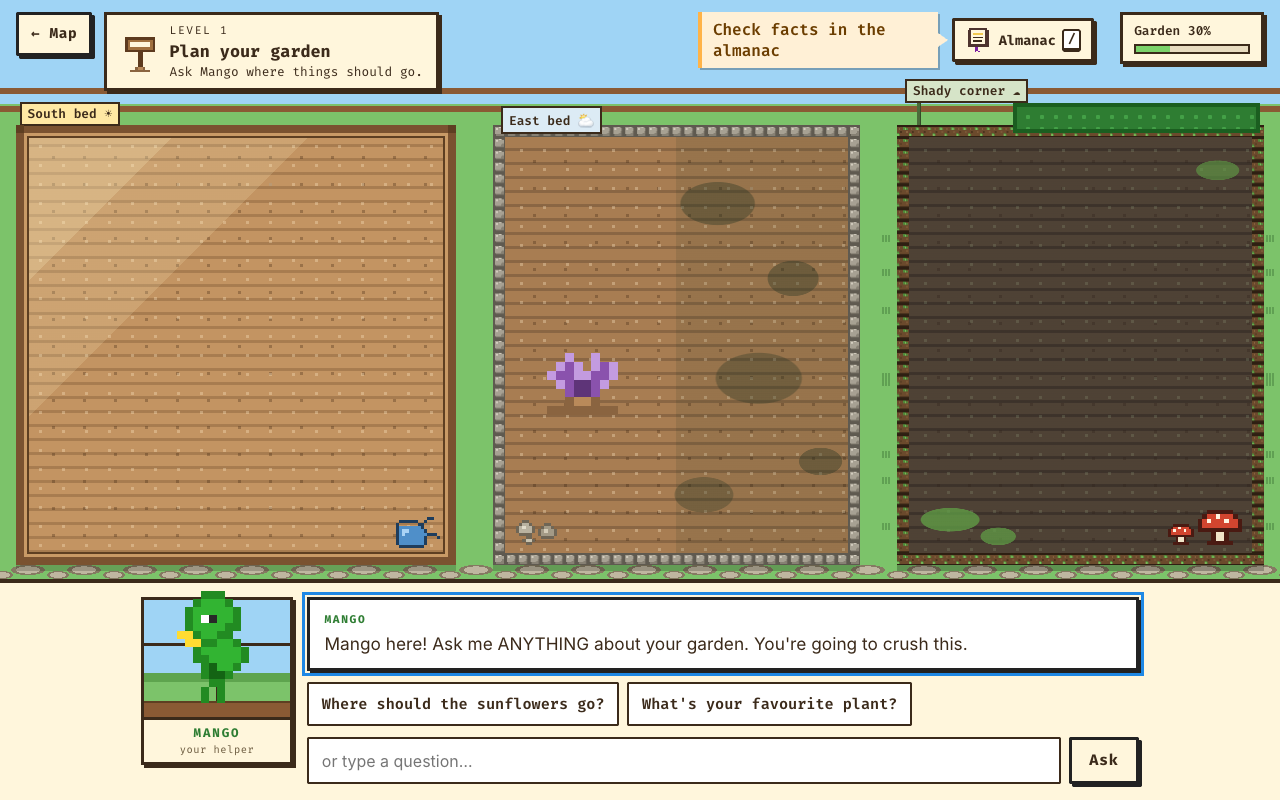 ← Map
LEVEL 1
Plan your garden
Ask Mango where things should go.
Check facts in the
almanac
Almanac /
Garden 30%
South bed ☀
East bed ⛅
Shady corner ☁
MANGO
your helper
MANGO
Mango here! Ask me ANYTHING about your garden. You're going to crush this.
Where should the sunflowers go?
What's your favourite plant?
or type a question...
Ask